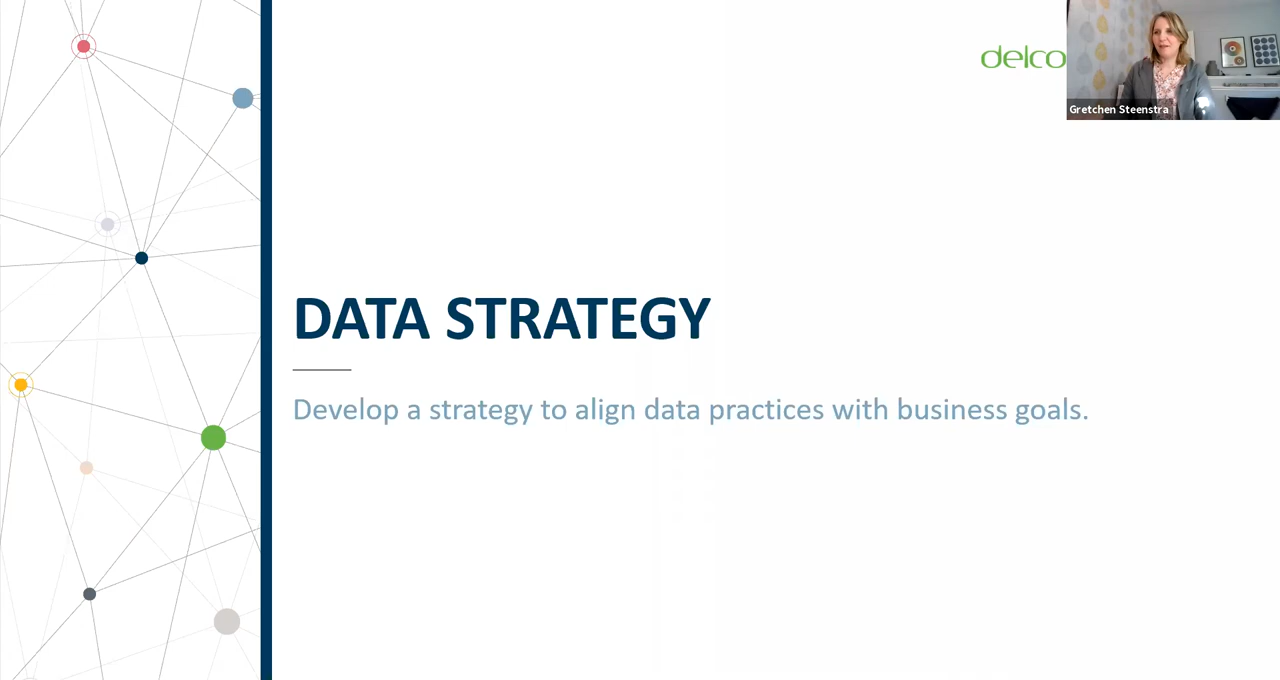 delco
Gretchen Steenstra
DATA STRATEGY
Develop a strategy to align data practices with business goals.